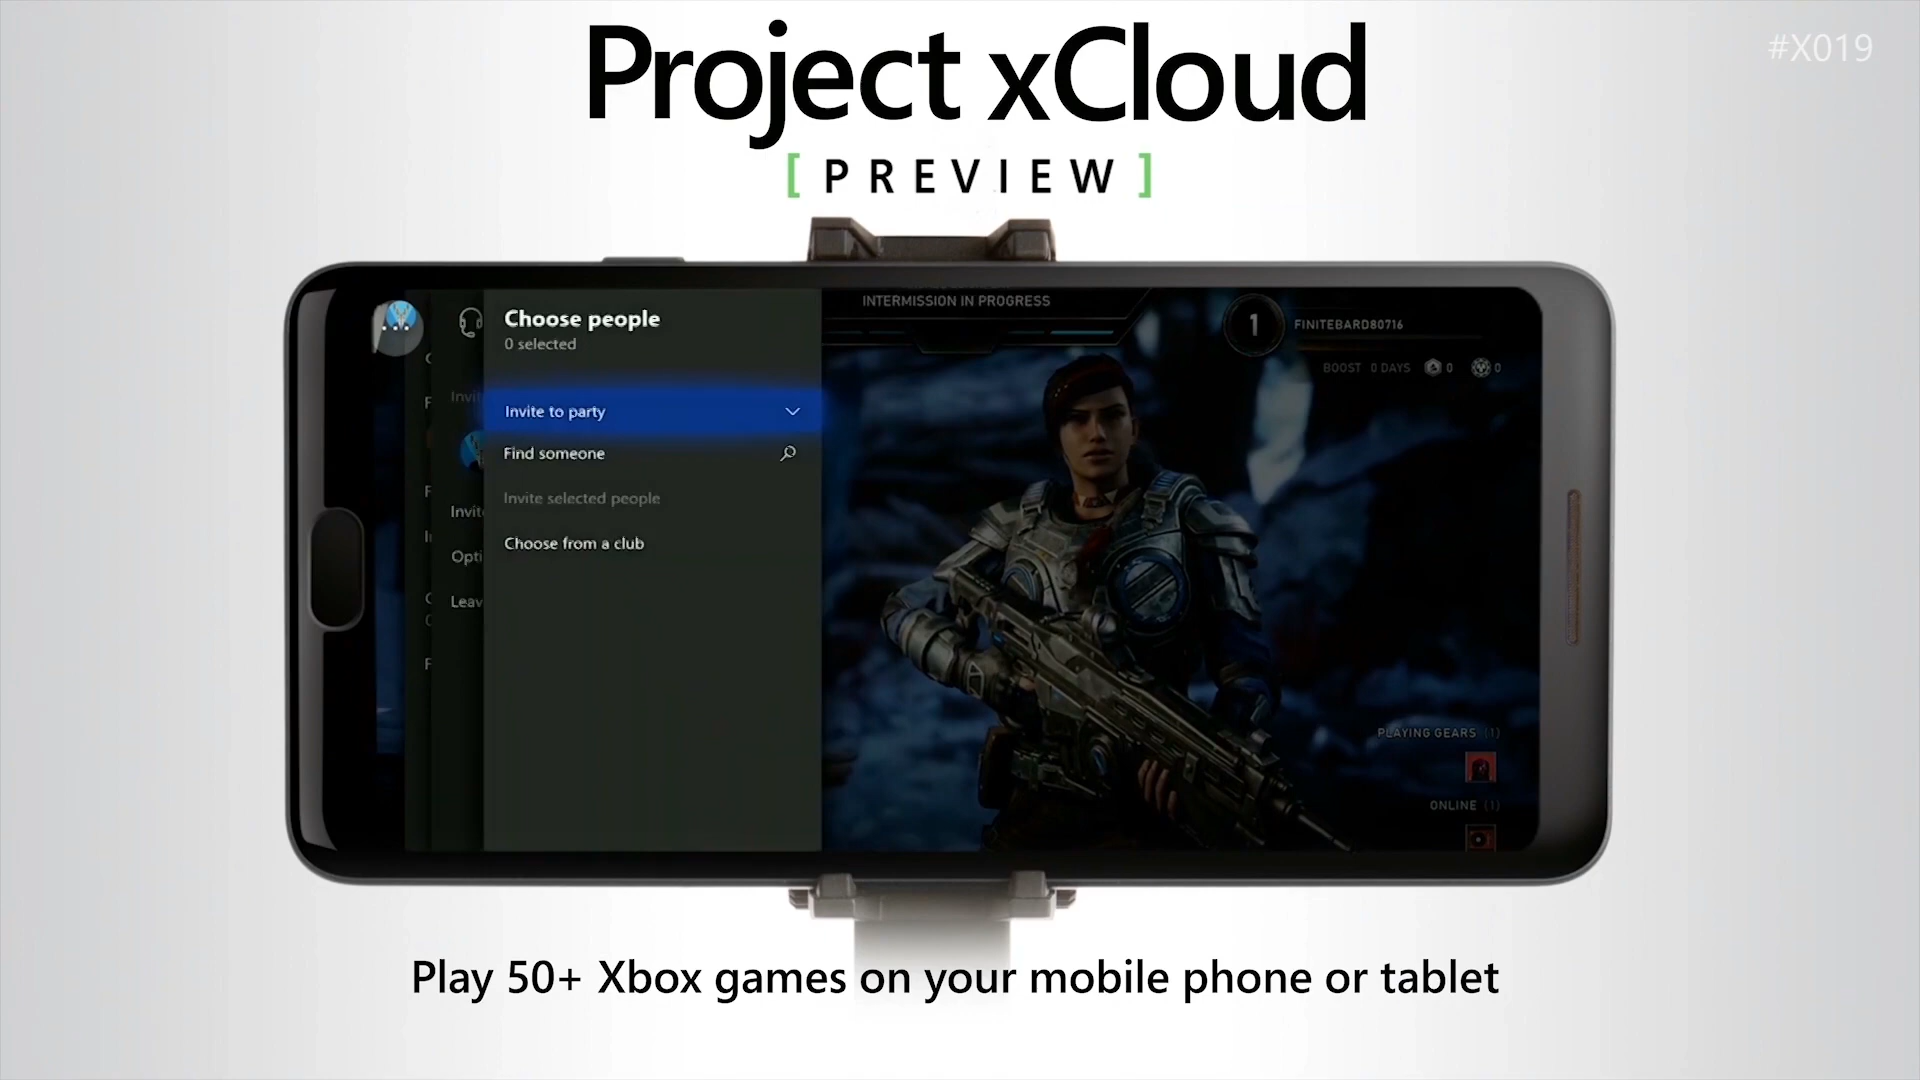 Project xCloud
#X019
[ PREVIEW ]
Choose people
0 selected
Invite to party
Find someone
Invite selected people
Choose from a club
Invit
Opti
Leav
INTERMISSION IN PROGRESS
1
FINITEBARD80716
BOOST 0 DAYS 0 0
PLAYING GEARS (1)
ONLINE (1)
Play 50+ Xbox games on your mobile phone or tablet